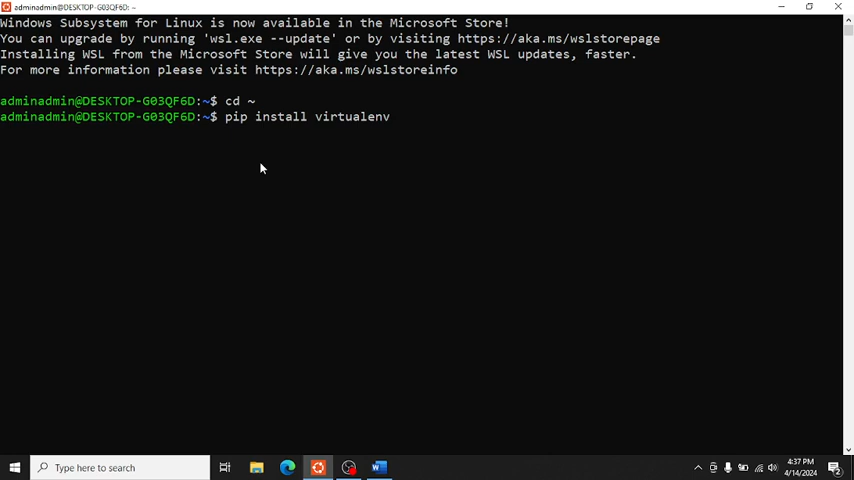 adminadmin@DESKTOP-G03QF6D: ~
Windows Subsystem for Linux is now available in the Microsoft Store!
You can upgrade by running 'wsl.exe --update' or by visiting https://aka.ms/wslstorepage
Installing WSL from the Microsoft Store will give you the latest WSL updates, faster.
For more information please visit https://aka.ms/wslstoreinfo
adminadmin@DESKTOP-G03QF6D:~$ cd ~
adminadmin@DESKTOP-G03QF6D:~$ pip install virtualenv
Type here to search
4:37 PM
4/14/2024
2